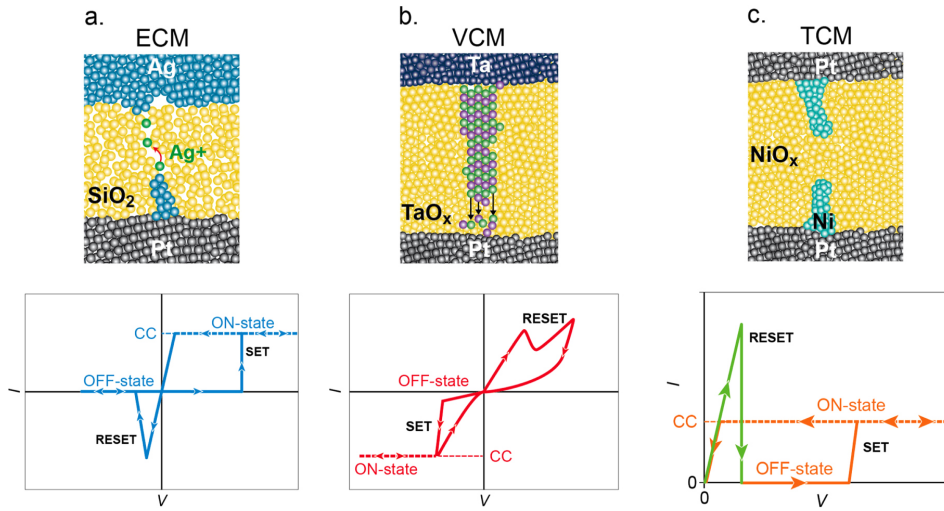 a.
ECM
Ag
Ag+
SiO2
Pt
CC
ON-state
SET
OFF-state
I
RESET
V
b.
VCM
Ta
TaOx
Pt
RESET
OFF-state
I
SET
ON-state
CC
V
c.
TCM
Pt
NiOx
Ni
Pt
RESET
I
CC
ON-state
SET
OFF-state
0
0
V